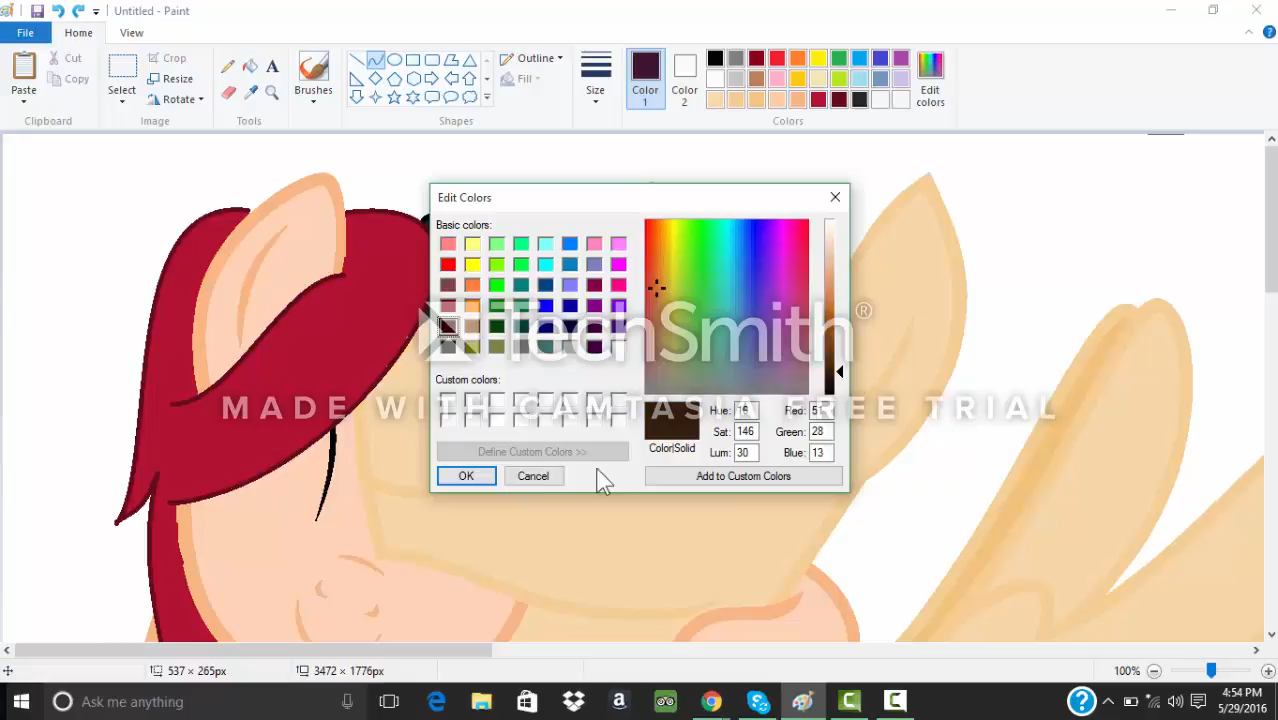 Untitled - Paint
File Home View
Paste
Cut
Copy
Clipboard
Select
Crop
Resize
Rotate
Image
A
Tools
Brushes
Outline
Fill
Shapes
Size
Color 1
Color 2
Edit colors
Colors
Edit Colors
Basic colors:
Custom colors:
Define Custom Colors >>
OK Cancel
Color|Solid
Hue: 16 Red: 51
Sat: 146 Green: 28
Lum: 30 Blue: 13
Add to Custom Colors
TechSmith®
MADE WITH CAMTASIA FREE TRIAL
537 × 265px 3472 × 1776px 100%
Ask me anything
4:54 PM
5/29/2016